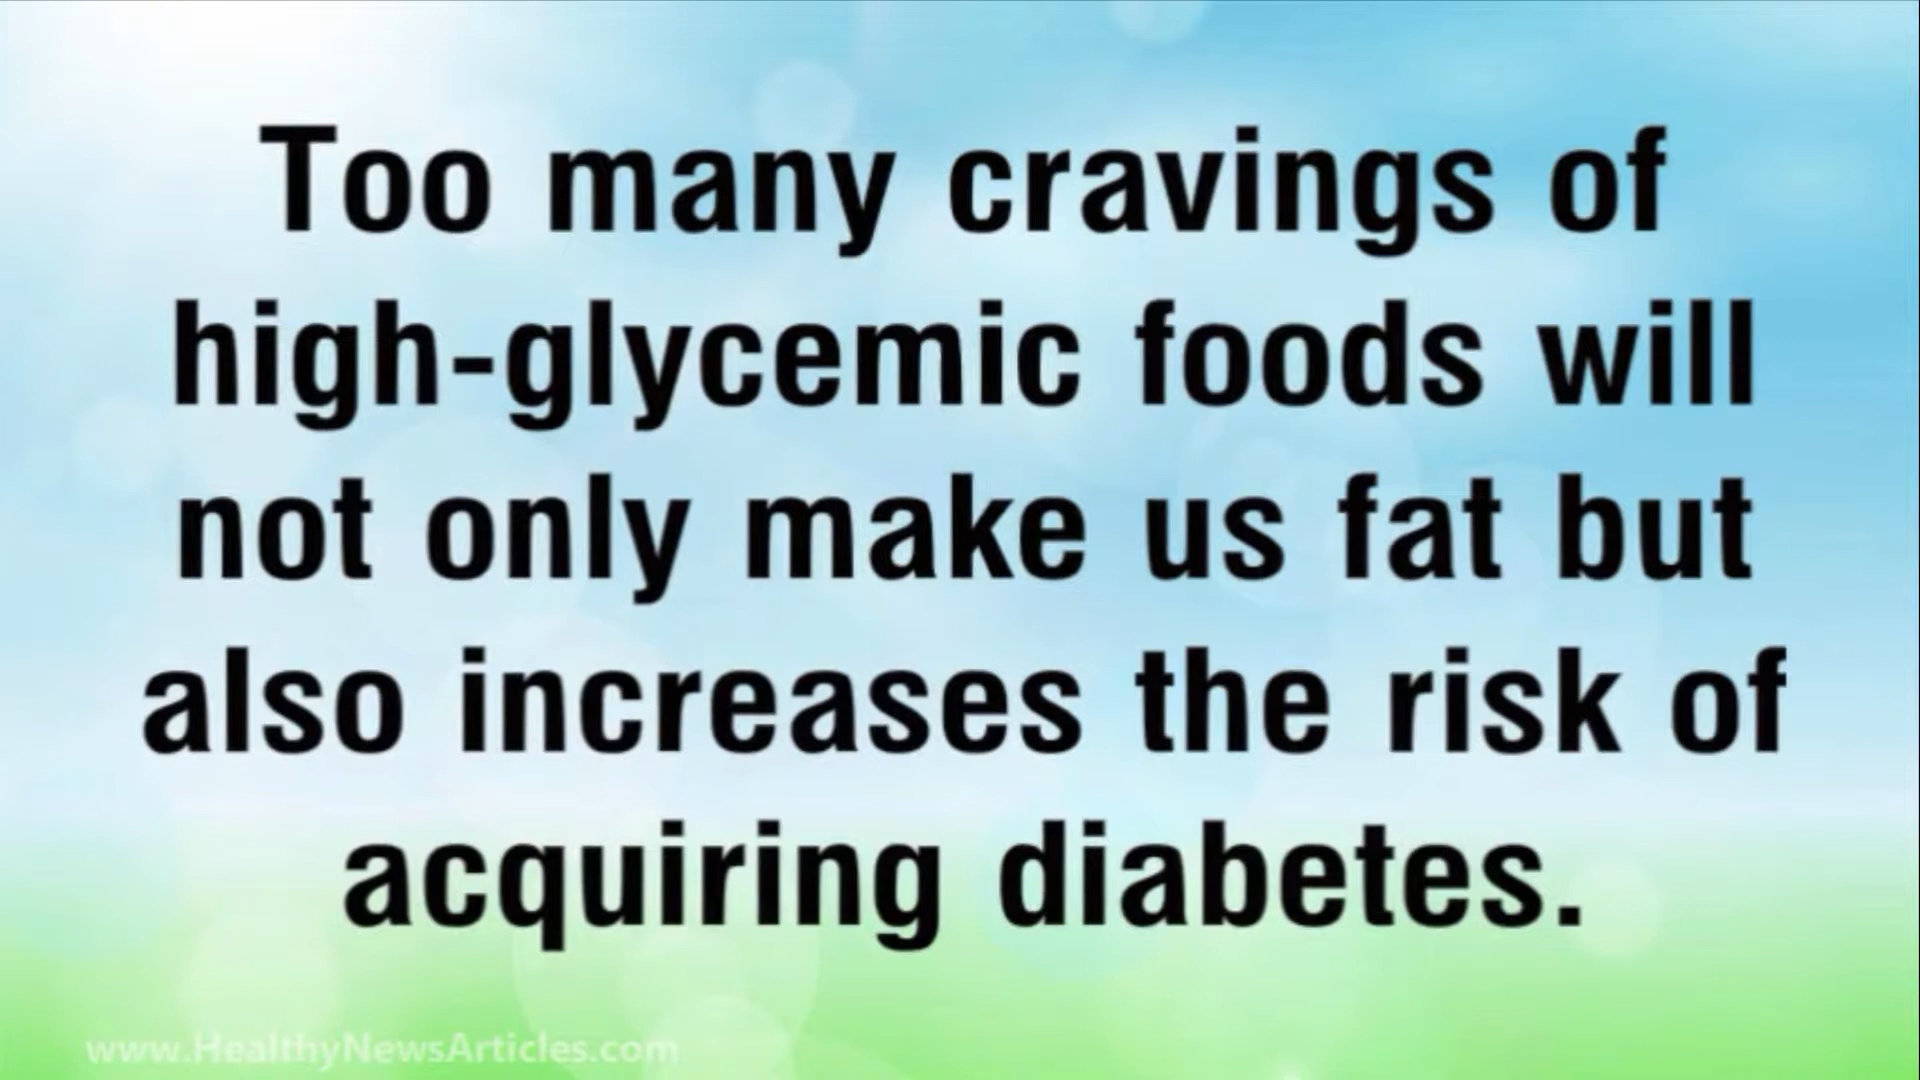 Too many cravings of
high-glycemic foods will
not only make us fat but
also increases the risk of
acquiring diabetes.
www.HealthyNewsArticles.com